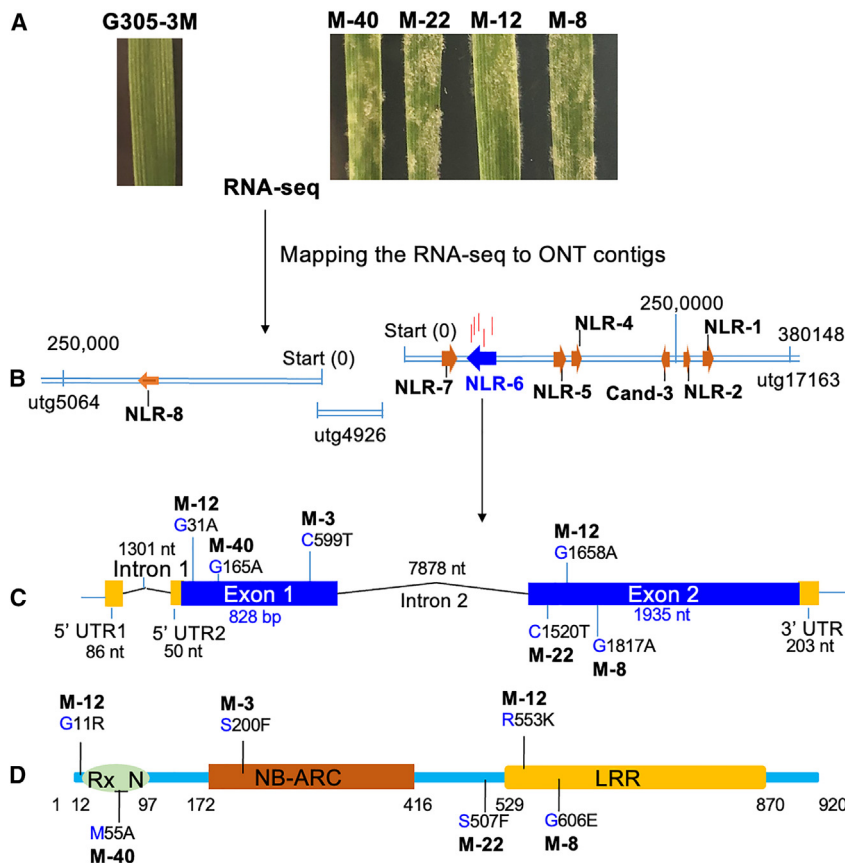 A
G305-3M
M-40 M-22 M-12 M-8
RNA-seq
Mapping the RNA-seq to ONT contigs
B
250,000
Start (0)
utg5064
NLR-8
utg4926
Start (0)
NLR-4
250,0000
NLR-1
380148
NLR-7
NLR-6
NLR-5
Cand-3
NLR-2
utg17163
C
M-12
G31A
M-40
G165A
M-3
C599T
1301 nt
Intron 1
7878 nt
Intron 2
M-12
G1658A
Exon 1
828 bp
Exon 2
1935 nt
5' UTR1
86 nt
5' UTR2
50 nt
C1520T
M-22
G1817A
M-8
3' UTR
203 nt
D
M-12
G11R
M-3
S200F
M-12
R553K
Rx_N
NB-ARC
LRR
1 12 97 172 416 529 870 920
M55A
M-40
S507F
M-22
G606E
M-8